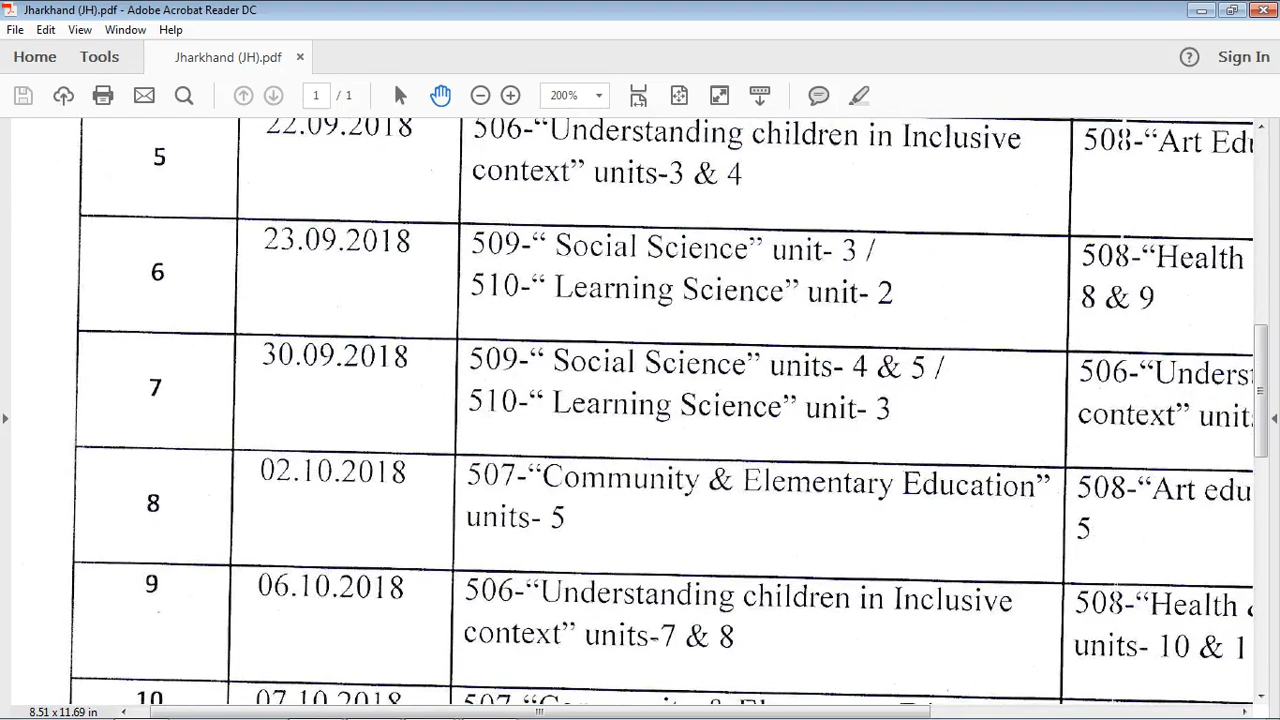 Jharkhand (JH).pdf - Adobe Acrobat Reader DC
File Edit View Window Help
Home Tools Jharkhand (JH).pdf × Sign In
1 / 1 200%
5 22.09.2018 506-“Understanding children in Inclusive 508-“Art Edu
context” units-3 & 4
6 23.09.2018 509-“ Social Science” unit- 3 / 508-“Health
510-“ Learning Science” unit- 2 8 & 9
7 30.09.2018 509-“ Social Science” units- 4 & 5 / 506-“Underst
510-“ Learning Science” unit- 3 context” unit
8 02.10.2018 507-“Community & Elementary Education” 508-“Art edu
units- 5 5
9 06.10.2018 506-“Understanding children in Inclusive 508-“Health
context” units-7 & 8 units- 10 & 1
10 07.10.2018
8.51 x 11.69 in